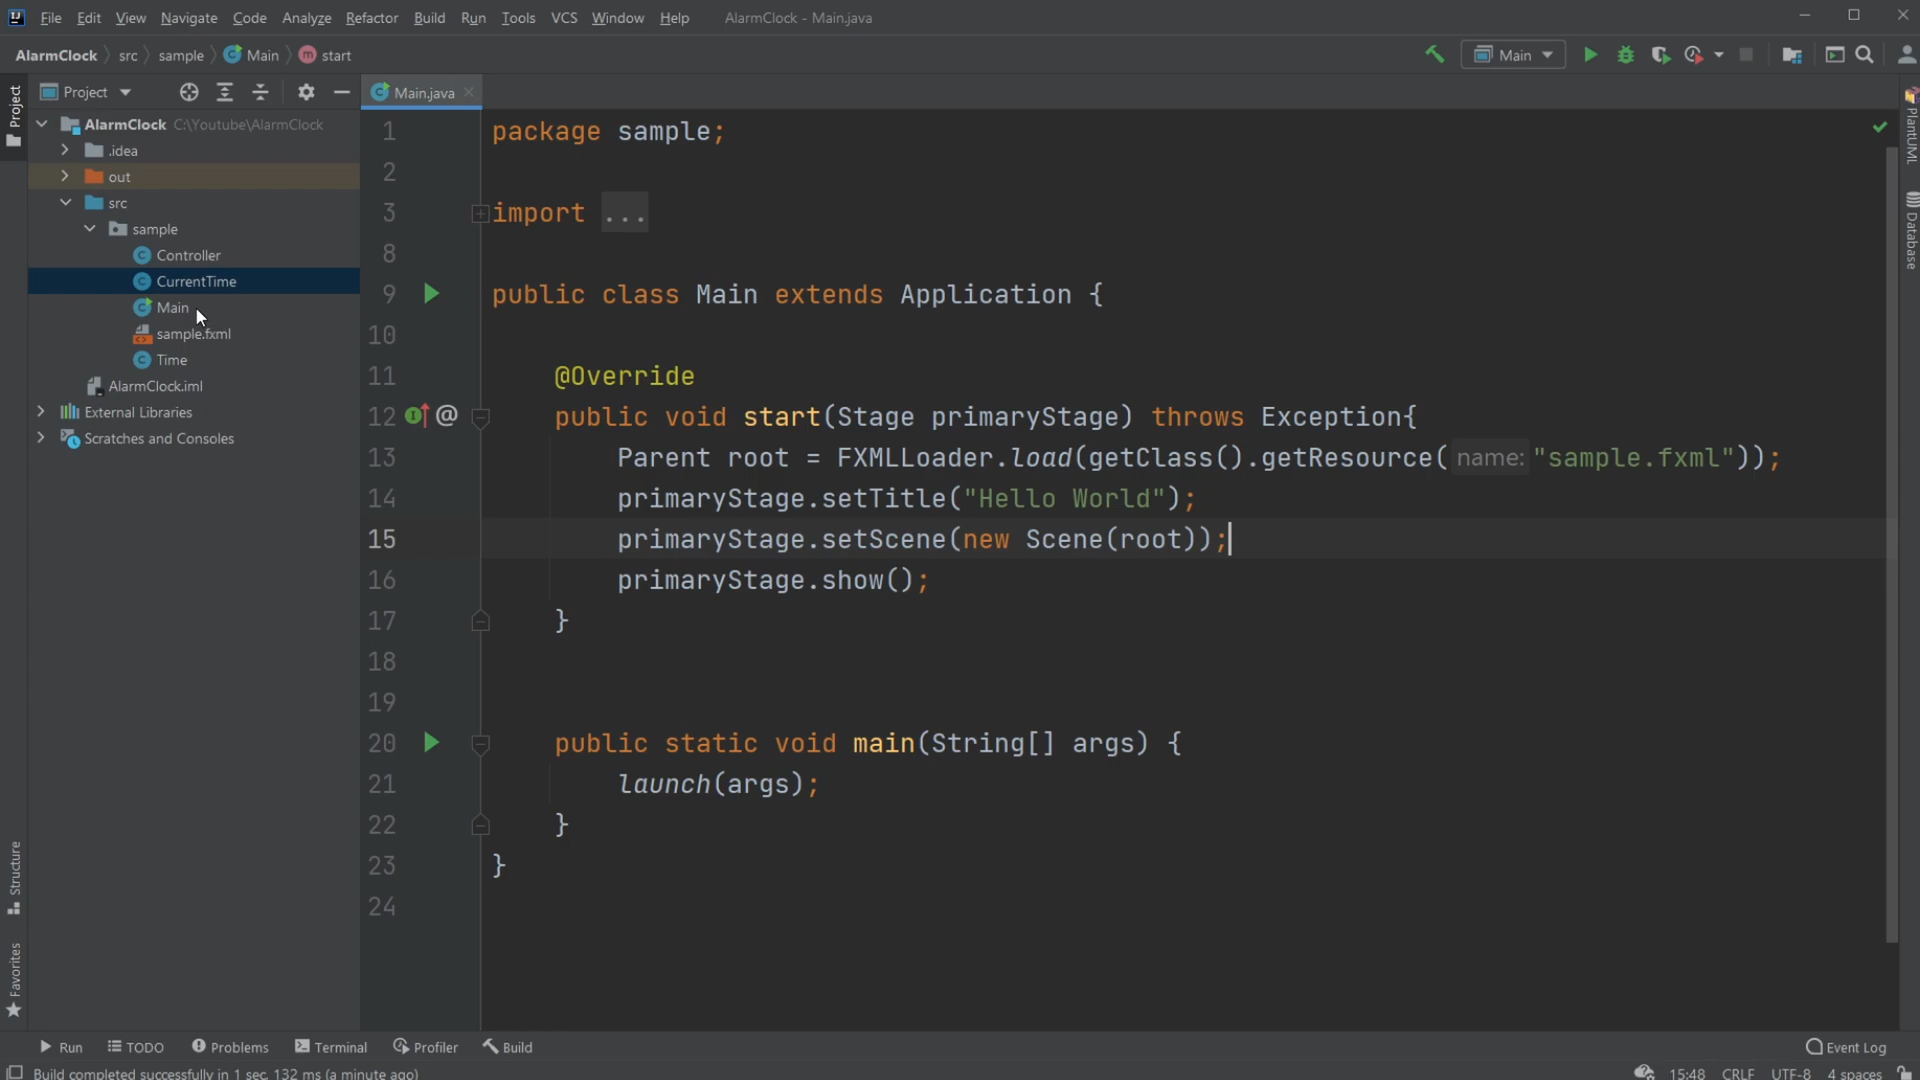 File Edit View Navigate Code Analyze Refactor Build Run Tools VCS Window Help AlarmClock - Main.java
AlarmClock src sample Main start Main
Project
Main.java
Project
AlarmClock C:\Youtube\AlarmClock
.idea
out
src
sample
Controller
CurrentTime
Main
sample.fxml
Time
AlarmClock.iml
External Libraries
Scratches and Consoles
Structure
Favorites
1 package sample;
2
3 import ...
8
9 public class Main extends Application {
10
11 @Override
12 @ public void start(Stage primaryStage) throws Exception{
13 Parent root = FXMLLoader.load(getClass().getResource( name: "sample.fxml"));
14 primaryStage.setTitle("Hello World");
15 primaryStage.setScene(new Scene(root));
16 primaryStage.show();
17 }
18
19
20 public static void main(String[] args) {
21 launch(args);
22 }
23 }
24
PlantUML
Database
Run TODO Problems Terminal Profiler Build Event Log
Build completed successfully in 1 sec, 132 ms (a minute ago) 15:48 CRLF UTF-8 4 spaces